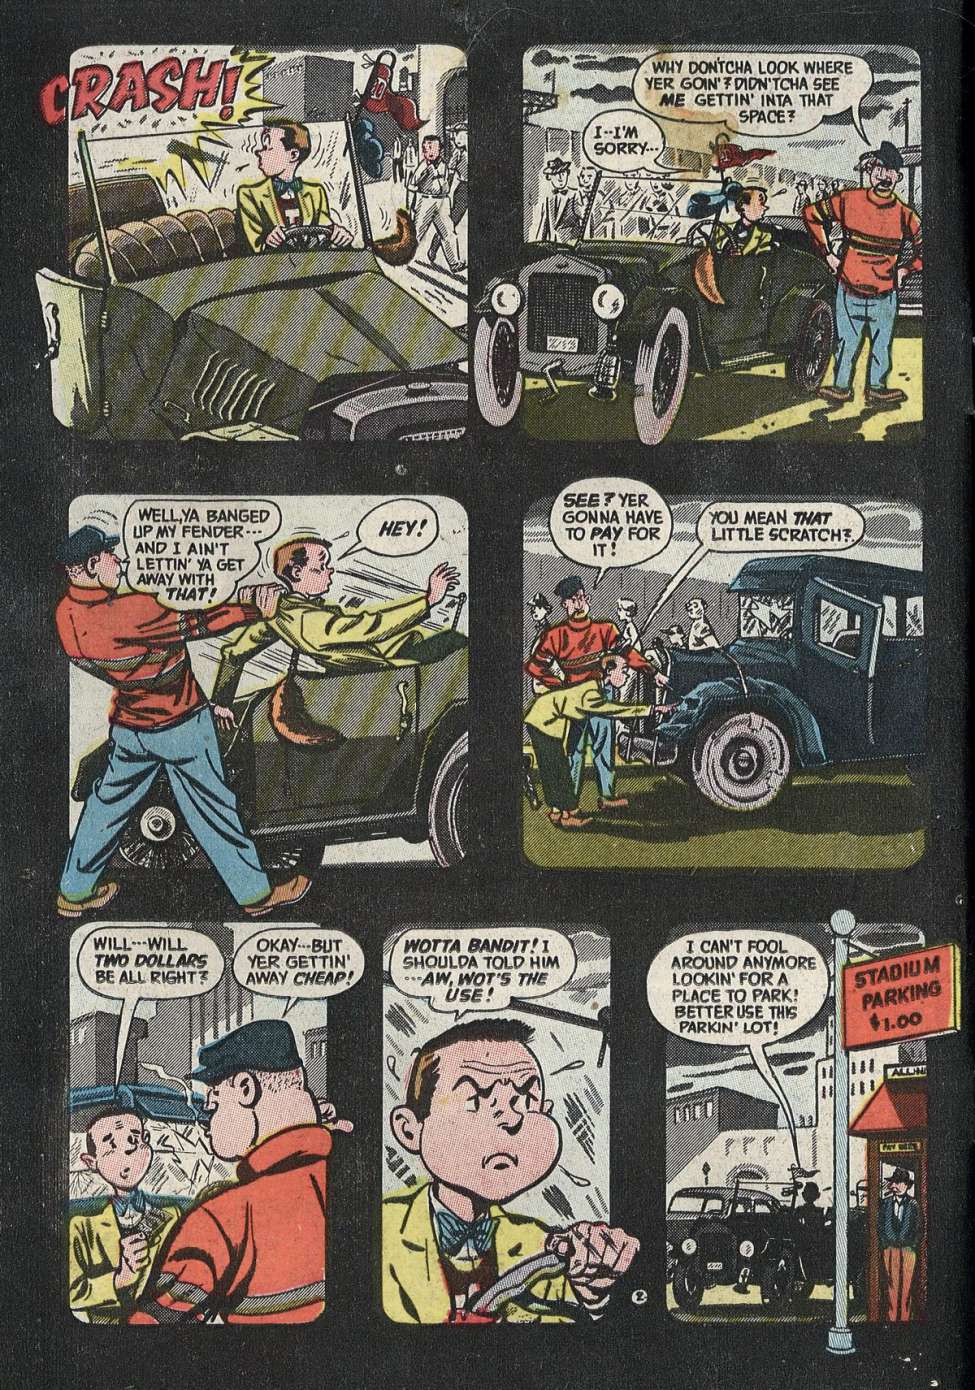 CRASH!
WHY DON'TCHA LOOK WHERE
YER GOIN'? DIDN'TCHA SEE
ME GETTIN' INTA THAT
SPACE?
I--I'M
SORRY...
WELL, YA BANGED
UP MY FENDER---
AND I AIN'T
LETTIN' YA GET
AWAY WITH
THAT!
HEY!
SEE? YER
GONNA HAVE
TO PAY FOR
IT!
YOU MEAN THAT
LITTLE SCRATCH?
WILL---WILL
TWO DOLLARS
BE ALL RIGHT?
OKAY---BUT
YER GETTIN'
AWAY CHEAP!
WOTTA BANDIT! I
SHOULDA TOLD HIM
---AW, WOT'S THE
USE!
2
I CAN'T FOOL
AROUND ANYMORE
LOOKIN' FOR A
PLACE TO PARK!
BETTER USE THIS
PARKIN' LOT!
STADIUM
PARKING
$1.00
PAY HERE